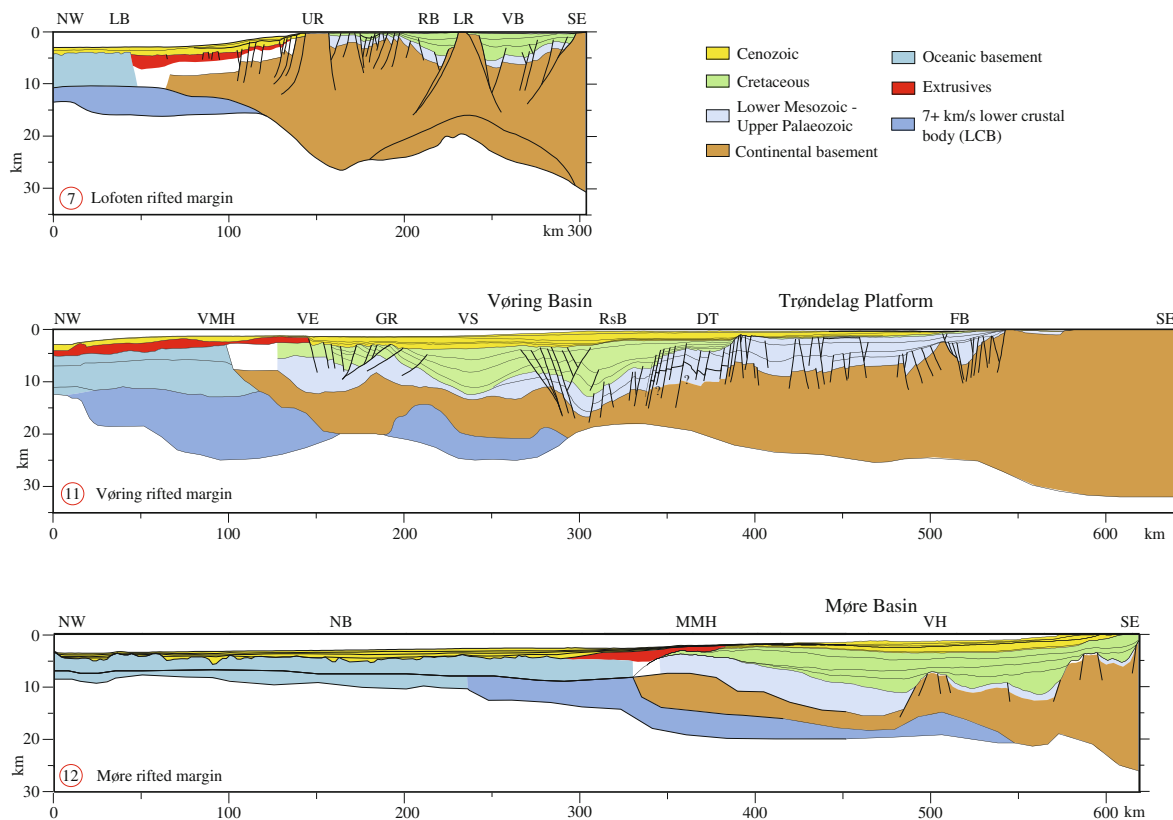 NW LB UR RB LR VB SE
0
10
20
30
km
7 Lofoten rifted margin
0 100 200 km 300
Cenozoic
Cretaceous
Lower Mesozoic -
Upper Palaeozoic
Continental basement
Oceanic basement
Extrusives
7+ km/s lower crustal
body (LCB)
Vøring Basin Trøndelag Platform
NW VMH VE GR VS RsB DT FB SE
0
10
20
30
km
? ?
11 Vøring rifted margin
0 100 200 300 400 500 600 km
Møre Basin
NW NB MMH VH SE
0
10
20
30
km
12 Møre rifted margin
0 100 200 300 400 500 600 km